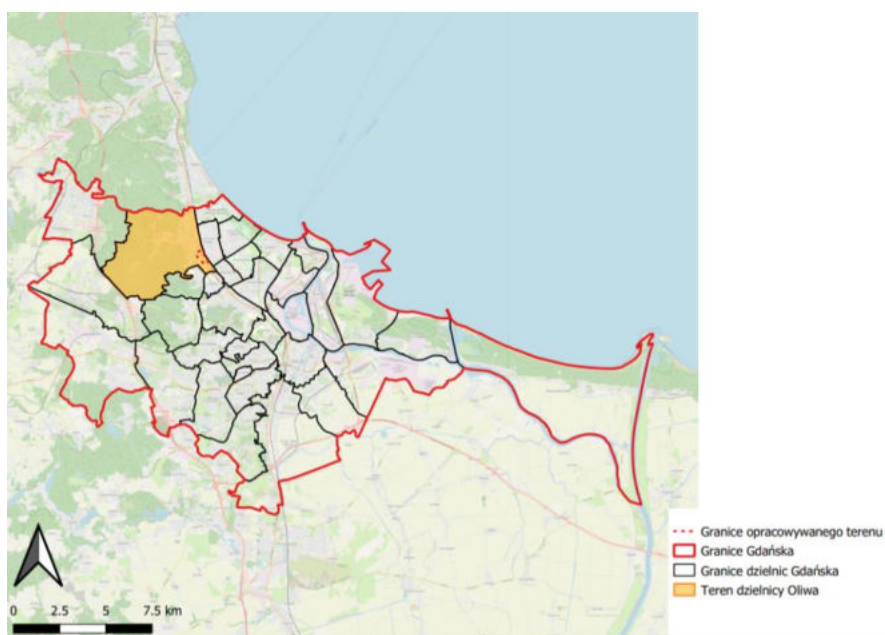 Granice opracowywanego terenu
Granice Gdańska
Granice dzielnic Gdańska
Teren dzielnicy Oliwa
0 2.5 5 7.5 km